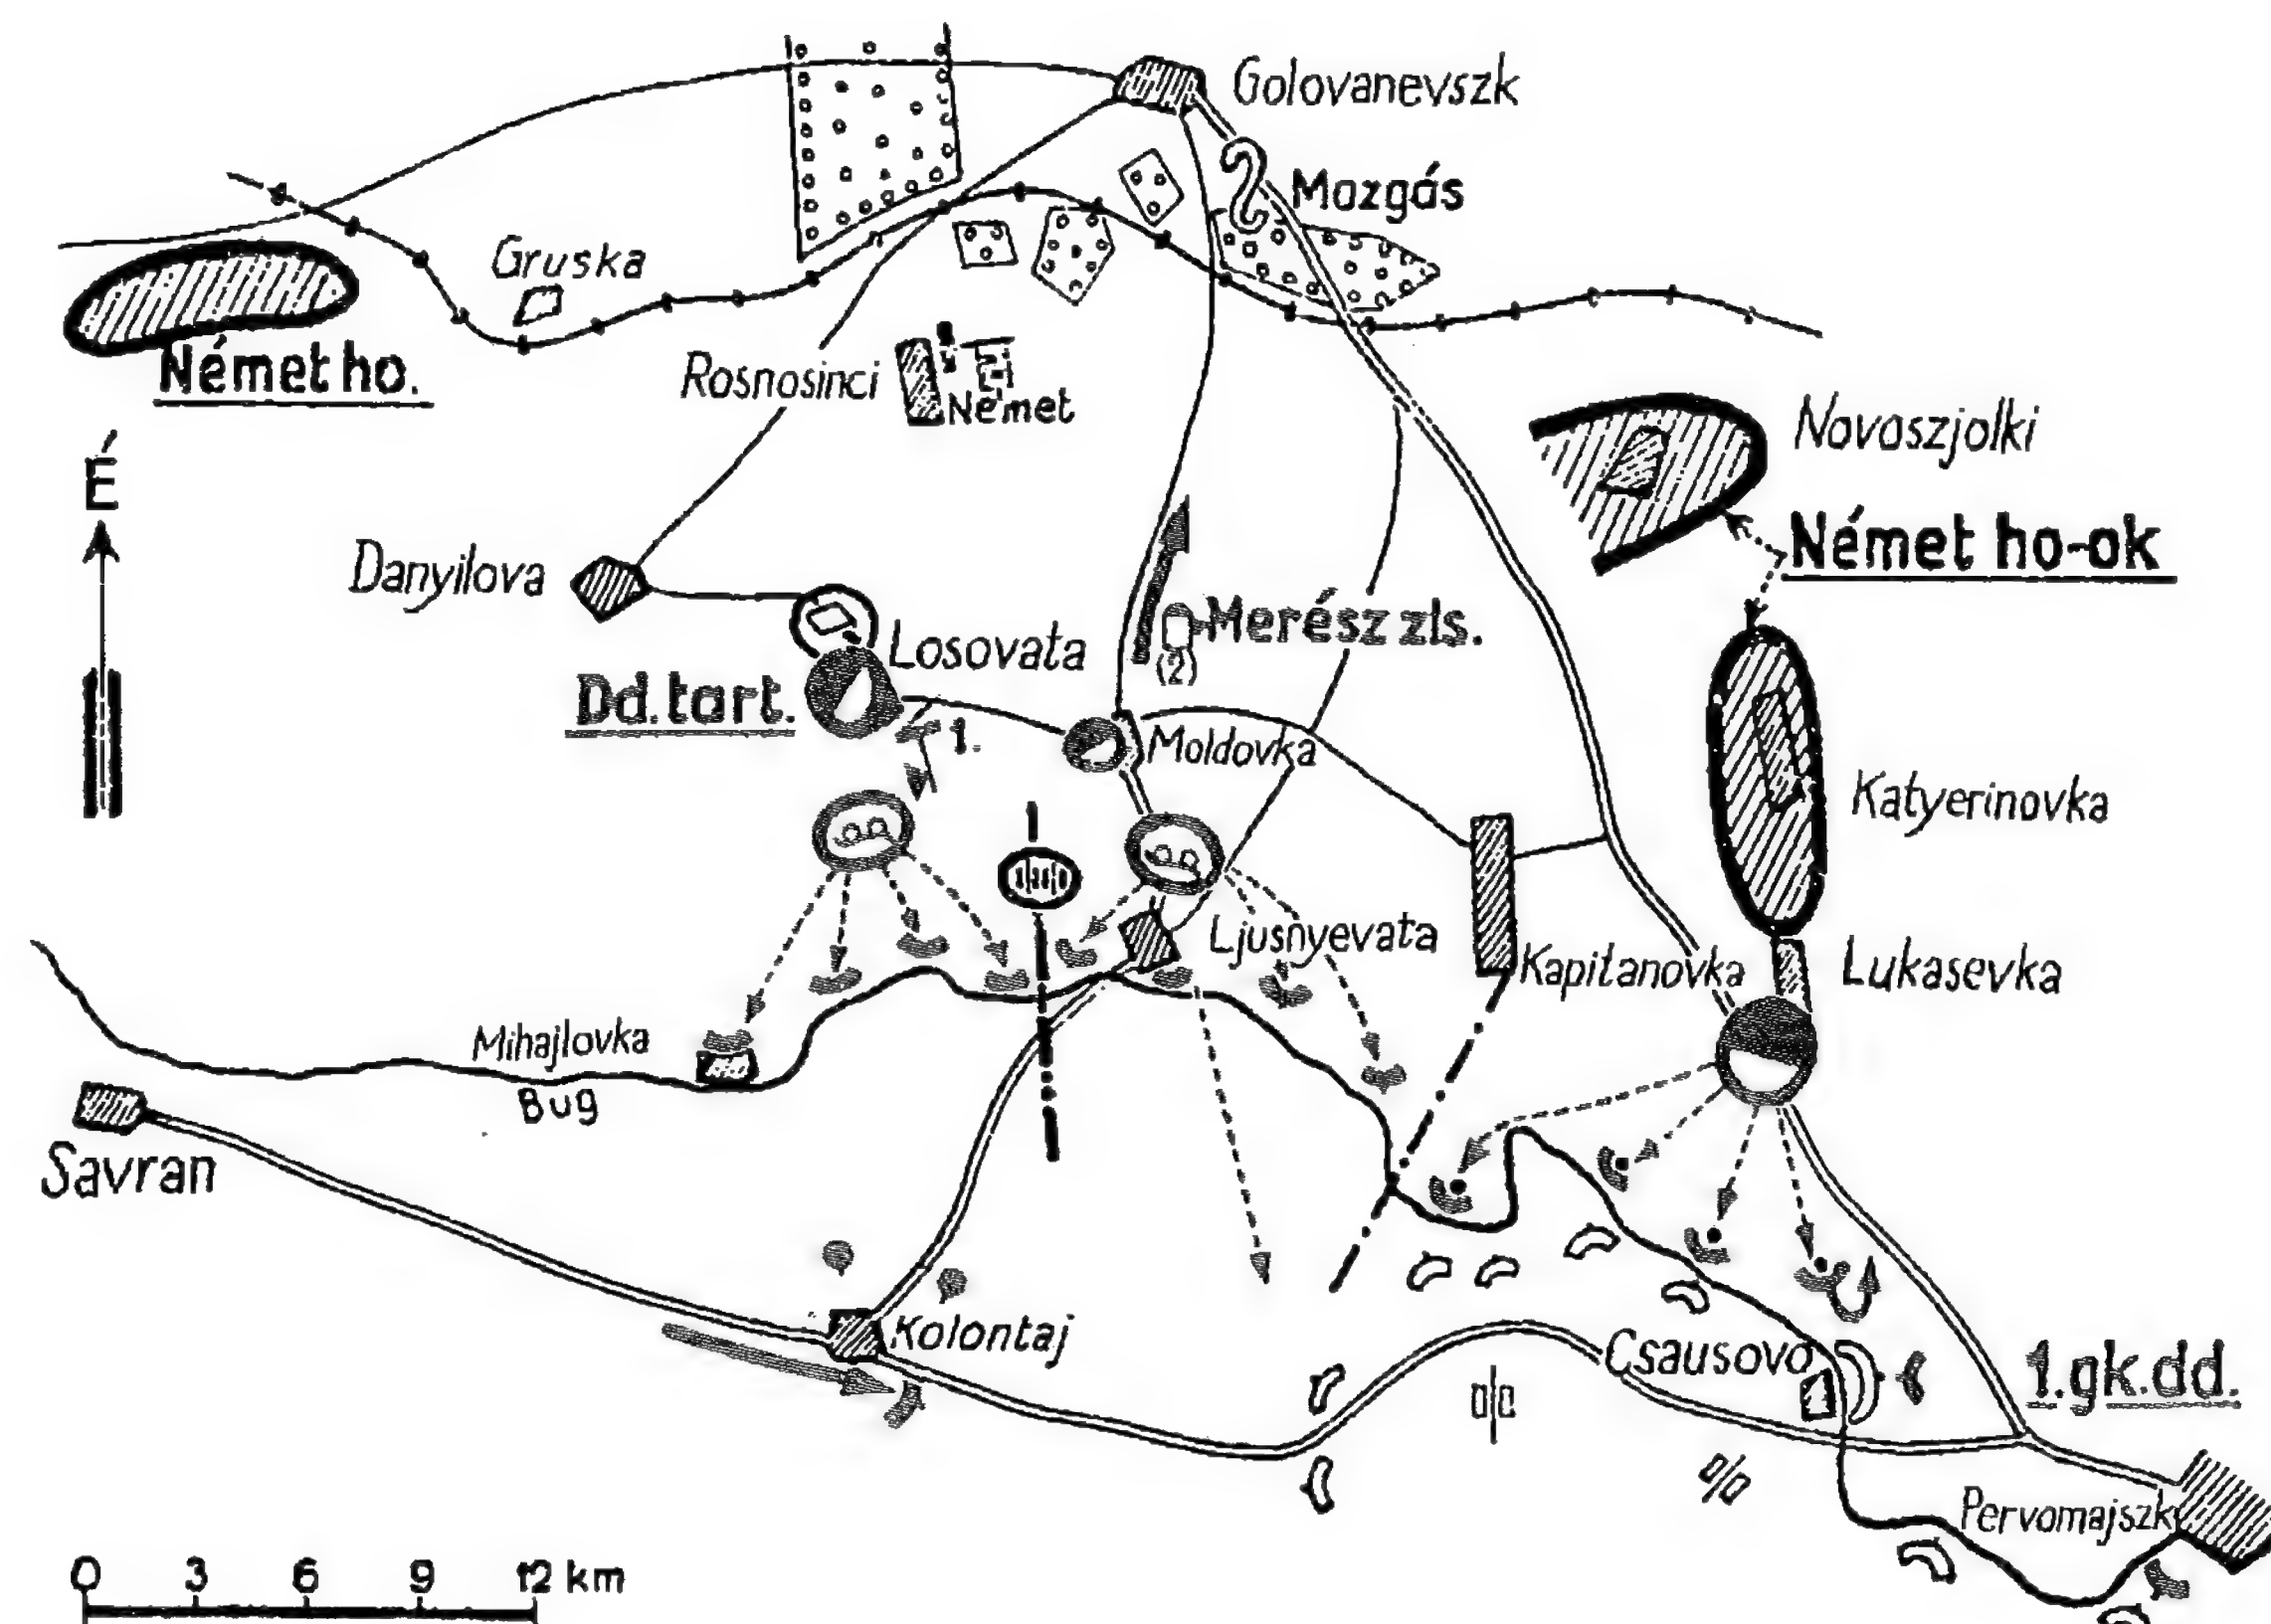 Golovanevszk
Mozgás
Gruska
Német ho.
Rosnosinci
Német
Novoszjolki
É
Német ho-ok
Danyilova
Merész zls.
(2)
Losovata
Dd. tart.
1.
Moldovka
Katyerinovka
Ljusnyevata
Kapitanovka
Lukasevka
Mihajlovka
Bug
Savran
Kolontaj
Csausovo
1. gk. dd.
Pervomajszk
0 3 6 9 12 km